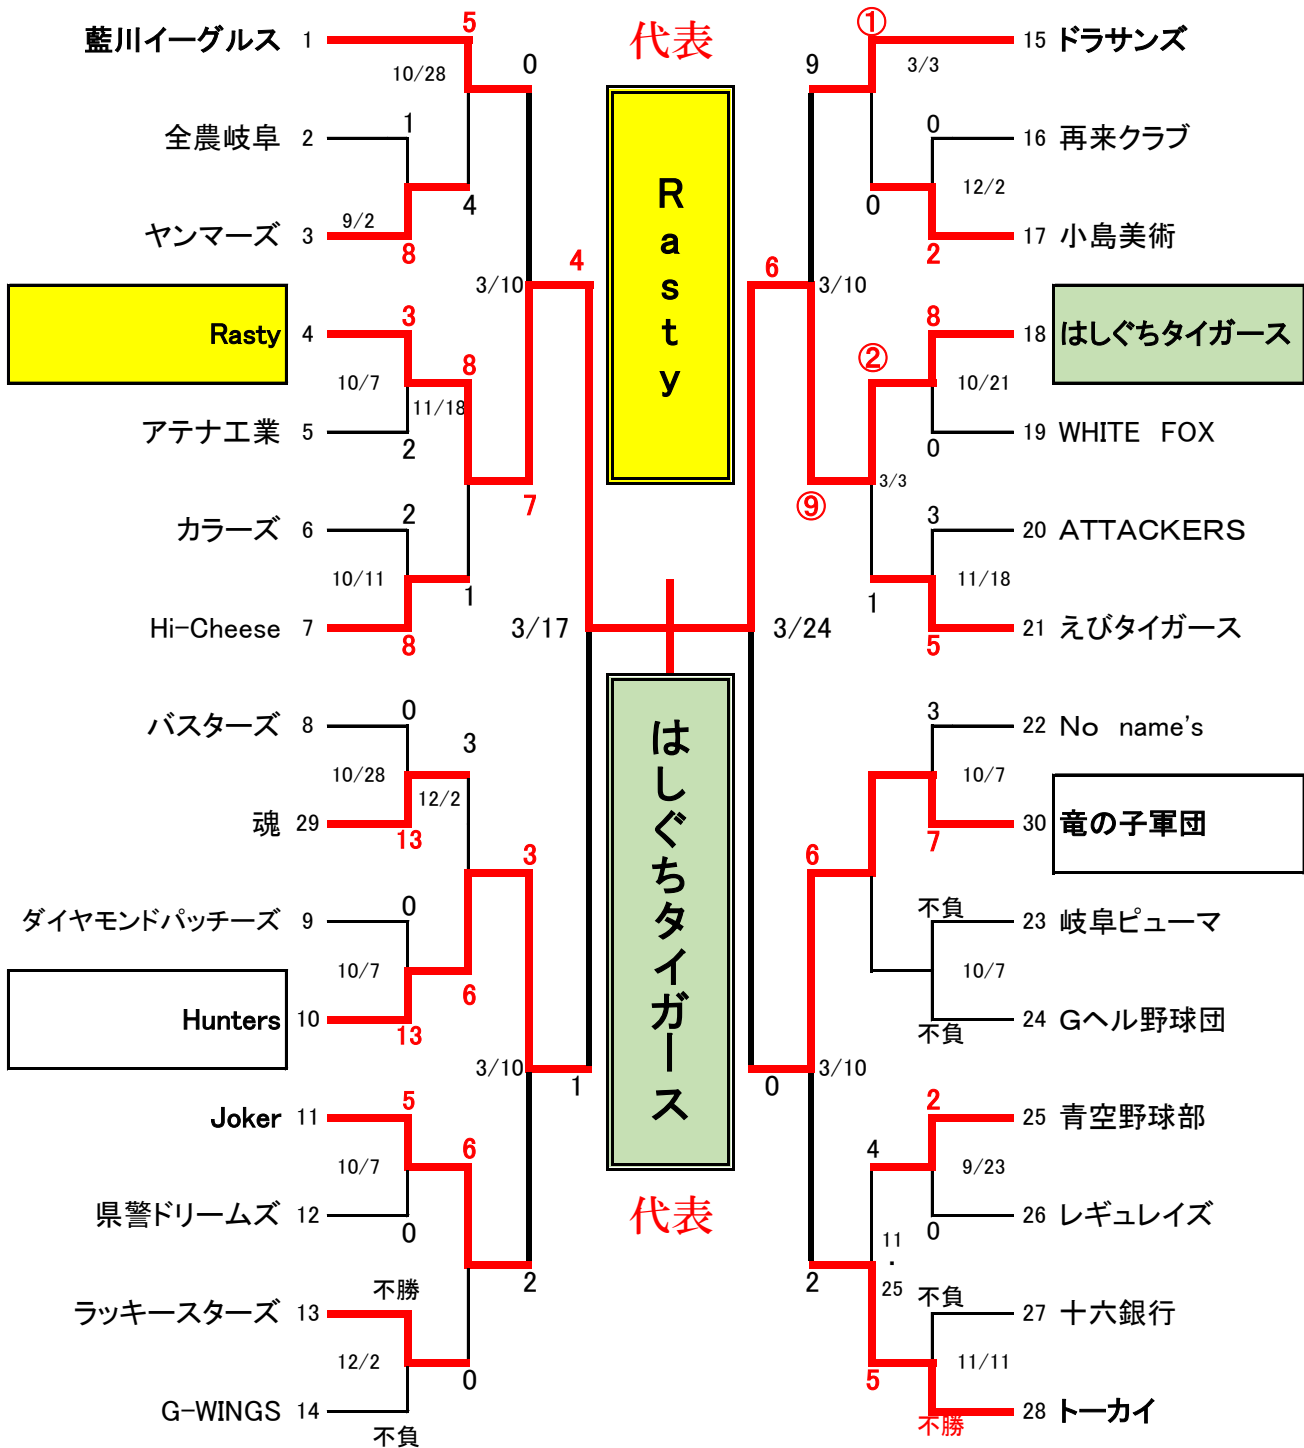 代表
Rasty
はしぐちタイガース
代表
藍川イーグルス 1
5
10/28
0
全農岐阜 2
1
4
9/2
ヤンマーズ 3
8
3/10
4
Rasty 4
3
10/7
8
11/18
アテナ工業 5
2
7
カラーズ 6
2
10/11
1
Hi-Cheese 7
8
3/17
バスターズ 8
0
10/28
3
12/2
魂 29
13
3
ダイヤモンドパッチーズ 9
0
10/7
6
Hunters 10
13
3/10
1
Joker 11
5
10/7
6
県警ドリームズ 12
0
2
不勝
ラッキースターズ 13
12/2
0
G-WINGS 14
不負
①
15 ドラサンズ
9
3/3
0
16 再来クラブ
12/2
0
17 小島美術
2
6
3/10
8
18 はしぐちタイガース
②
10/21
19 WHITE FOX
0
3/3
⑨
3
20 ATTACKERS
11/18
1
21 えびタイガース
5
3/24
3
22 No name's
10/7
30 竜の子軍団
7
6
不負
23 岐阜ピューマ
10/7
24 Gヘル野球団
不負
3/10
0
2
25 青空野球部
4
9/23
26 レギュレイズ
0
11
・
25
2
不負
27 十六銀行
11/11
5
28 トーカイ
不勝